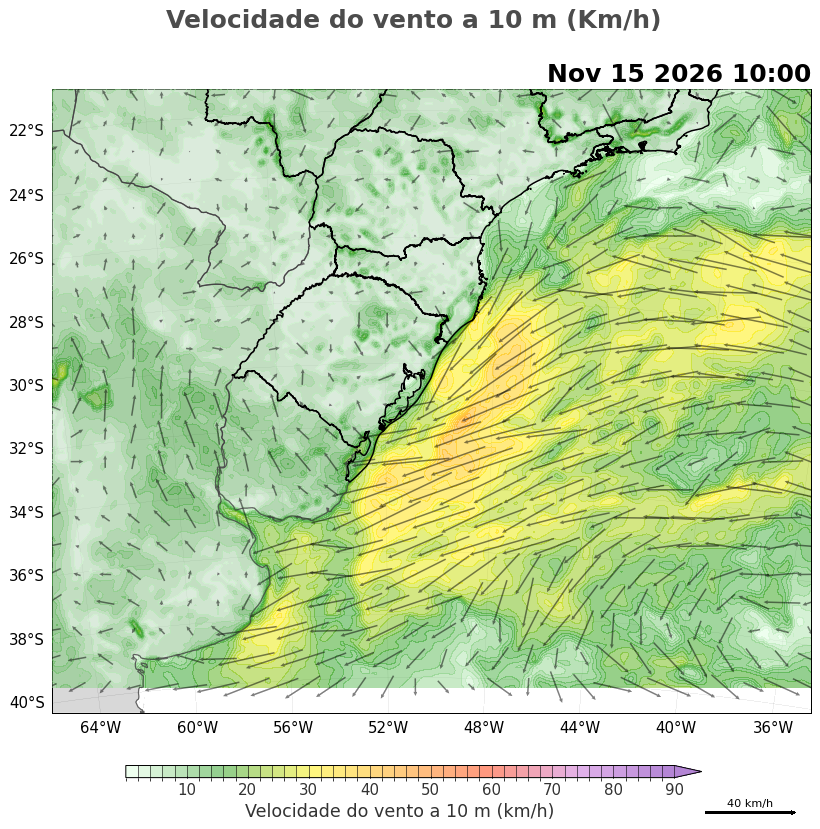 Velocidade do vento a 10 m (Km/h)
Nov 15 2026 10:00
22°S
24°S
26°S
28°S
30°S
32°S
34°S
36°S
38°S
40°S
64°W 60°W 56°W 52°W 48°W 44°W 40°W 36°W
10 20 30 40 50 60 70 80 90
Velocidade do vento a 10 m (km/h)
40 km/h